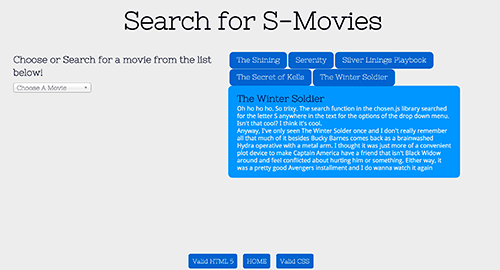 Search for S-Movies
Choose or Search for a movie from the list
below!
Choose A Movie
The Shining
Serenity
Silver Linings Playbook
The Secret of Kells
The Winter Soldier
The Winter Soldier
Oh ho ho ho. So trixy. The search function in the chosen.js library searched
for the letter S anywhere in the text for the options of the drop down menu.
Isn't that cool? I think it's cool.
Anyway, I've only seen The Winter Solder once and I don't really remember
all that much of it besides Bucky Barnes comes back as a brainwashed
Hydra operative with a metal arm. I thought it was just more of a convenient
plot device to make Captain America have a friend that isn't Black Widow
around and feel conflicted about hurting him or something. Either way, it
was a pretty good Avengers installment and I do wanna watch it again
Valid HTML 5
HOME
Valid CSS